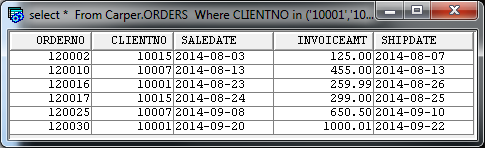 select *  From Carper.ORDERS  Where CLIENTNO in ('10001','10...
ORDERNO CLIENTNO SALEDATE INVOICEAMT SHIPDATE
120002 10015 2014-08-03 125.00 2014-08-07
120010 10007 2014-08-13 455.00 2014-08-13
120016 10001 2014-08-23 259.99 2014-08-26
120017 10015 2014-08-24 299.00 2014-08-25
120025 10007 2014-09-08 650.50 2014-09-10
120030 10001 2014-09-20 1000.01 2014-09-22